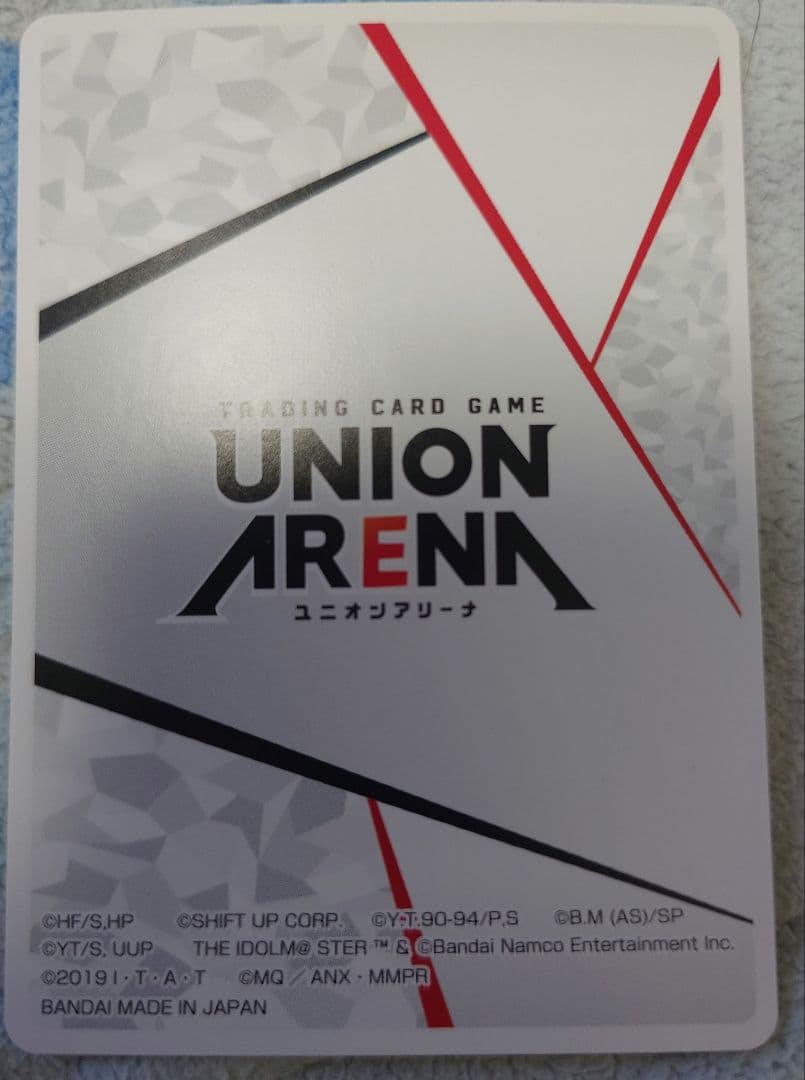 TRADING CARD GAME
UNION
ARENA
ユニオンアリーナ
©HF/S,HP ©SHIFT UP CORP. ©Y.T.90-94/P,S ©B.M (AS)/SP
©YT/S, UUP THE IDOLM@STER™ & ©Bandai Namco Entertainment Inc.
©2019 I・T・A・T ©MQ／ANX・MMPR
BANDAI MADE IN JAPAN